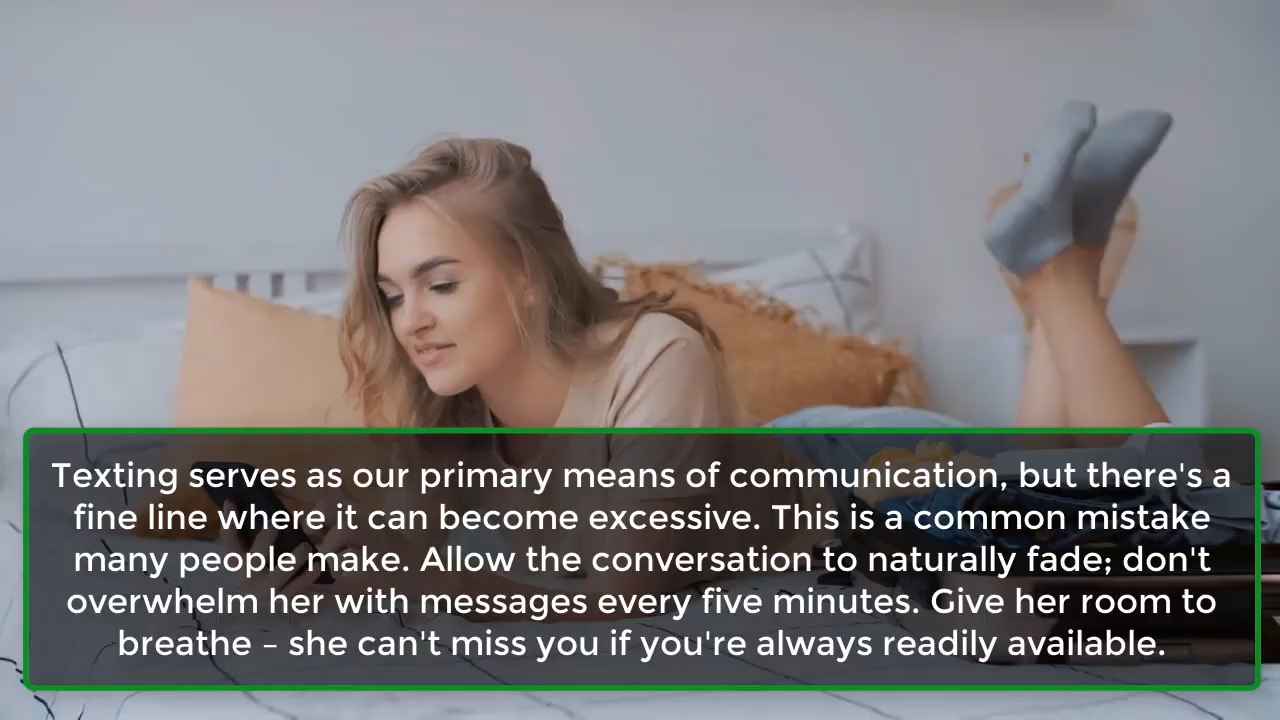 Texting serves as our primary means of communication, but there's a
fine line where it can become excessive. This is a common mistake
many people make. Allow the conversation to naturally fade; don't
overwhelm her with messages every five minutes. Give her room to
breathe – she can't miss you if you're always readily available.